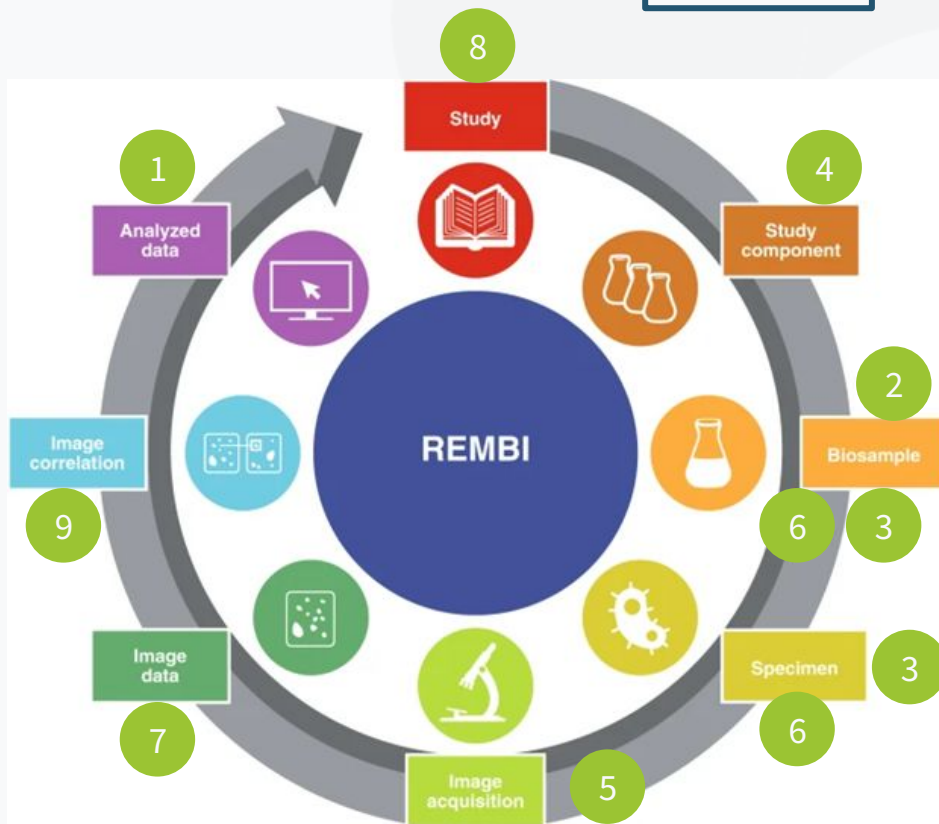 8
Study
1
4
Analyzed
data
Study
component
2
Image
correlation
REMBI
Biosample
9
6
3
Image
data
Specimen
3
7
6
Image
acquisition
5